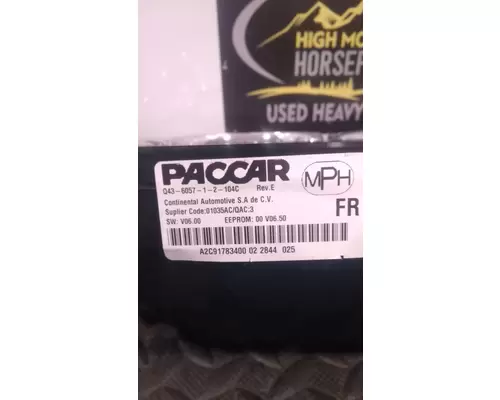 HIGH MO
HORSEP
USED HEAVY
PACCAR
Q43-6057-1-2-104C Rev.E
MPH
Continental Automotive S.A de C.V.
Suplier Code:01035AC/QAC:3
FR
SW: V06.00 EEPROM: 00 V06.50
A2C91783400 02 2844 025